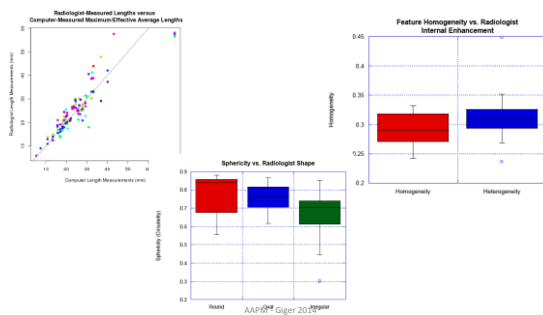 Radiologist-Measured Lengths versus
Computer-Measured Maximum Effective Average Lengths
Radiologist Length Measurements (mm)
Computer Length Measurements (mm)
Feature Homogeneity vs. Radiologist
Internal Enhancement
0.45
0.4
0.35
0.3
0.25
0.2
Homogeneity
Homogeneity Heterogeneity
Sphericity vs. Radiologist Shape
0.9
0.8
0.7
0.6
0.5
0.4
0.3
0.2
Sphericity (Circularity)
Round Oval Irregular
AAPM - Giger 2014